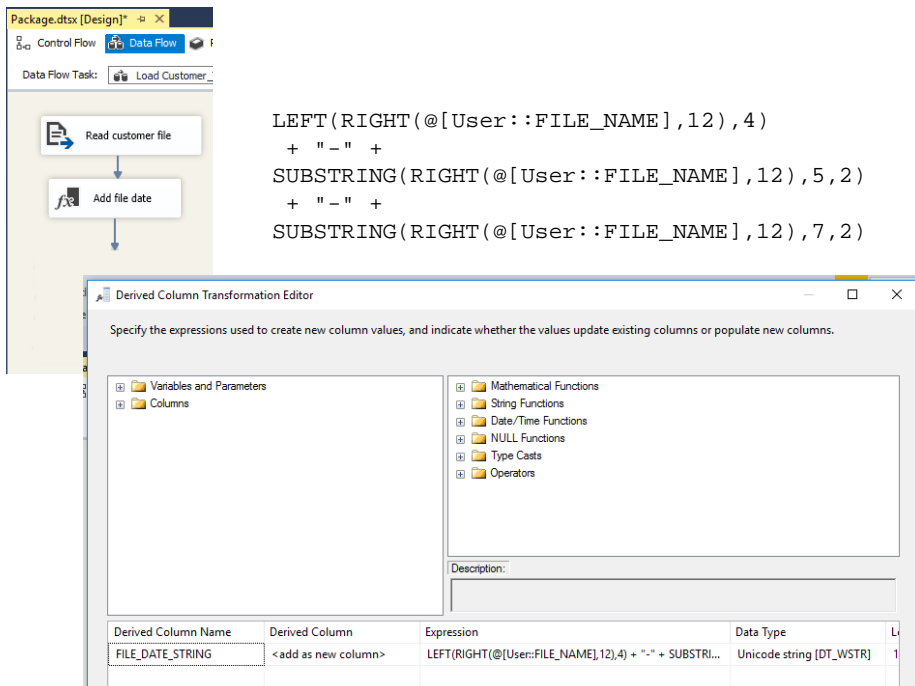 Package.dtsx [Design]*
Control Flow Data Flow
Data Flow Task: Load Customer_
Read customer file
Add file date
LEFT(RIGHT(@[User::FILE_NAME],12),4)
+ "-" +
SUBSTRING(RIGHT(@[User::FILE_NAME],12),5,2)
+ "-" +
SUBSTRING(RIGHT(@[User::FILE_NAME],12),7,2)
Derived Column Transformation Editor
Specify the expressions used to create new column values, and indicate whether the values update existing columns or populate new columns.
Variables and Parameters
Columns
Mathematical Functions
String Functions
Date/Time Functions
NULL Functions
Type Casts
Operators
Description:
Derived Column Name Derived Column Expression Data Type
FILE_DATE_STRING <add as new column> LEFT(RIGHT(@[User::FILE_NAME],12),4) + "-" + SUBSTRI... Unicode string [DT_WSTR] 1